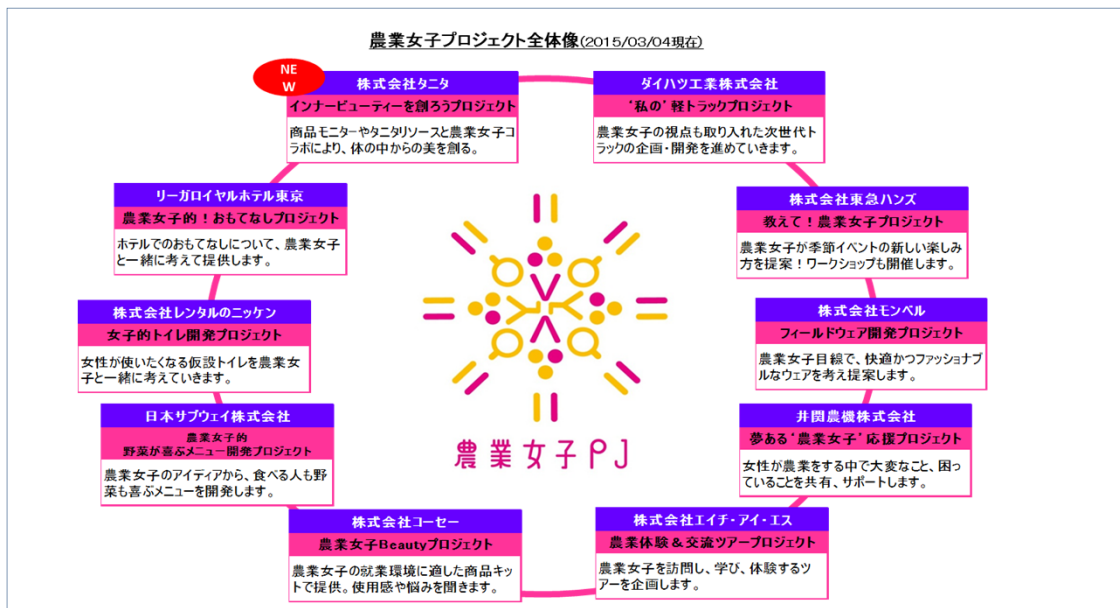 農業女子プロジェクト全体像(2015/03/04現在)
NE
W
株式会社タニタ
インナービューティーを創ろうプロジェクト
商品モニターやタニタリソースと農業女子コ
ラボにより、体の中からの美を創る。
ダイハツ工業株式会社
‘私の’軽トラックプロジェクト
農業女子の視点も取り入れた次世代ト
ラックの企画・開発を進めていきます。
リーガロイヤルホテル東京
農業女子的！おもてなしプロジェクト
ホテルでのおもてなしについて、農業女子
と一緒に考えて提供します。
株式会社東急ハンズ
教えて！農業女子プロジェクト
農業女子が季節イベントの新しい楽しみ
方を提案！ワークショップも開催します。
株式会社レンタルのニッケン
女子的トイレ開発プロジェクト
女性が使いたくなる仮設トイレを農業女
子と一緒に考えていきます。
株式会社モンベル
フィールドウェア開発プロジェクト
農業女子目線で、快適かつファッショナブ
ルなウェアを考え提案します。
日本サブウェイ株式会社
農業女子的
野菜が喜ぶメニュー開発プロジェクト
農業女子のアイディアから、食べる人も野
菜も喜ぶメニューを開発します。
農業女子PJ
井関農機株式会社
夢ある‘農業女子’応援プロジェクト
女性が農業をする中で大変なこと、困っ
ていることを共有、サポートします。
株式会社コーセー
農業女子Beautyプロジェクト
農業女子の就業環境に適した商品キッ
トで提供。使用感や悩みを聞きます。
株式会社エイチ・アイ・エス
農業体験＆交流ツアープロジェクト
農業女子を訪問し、学び、体験するツ
アーを企画します。